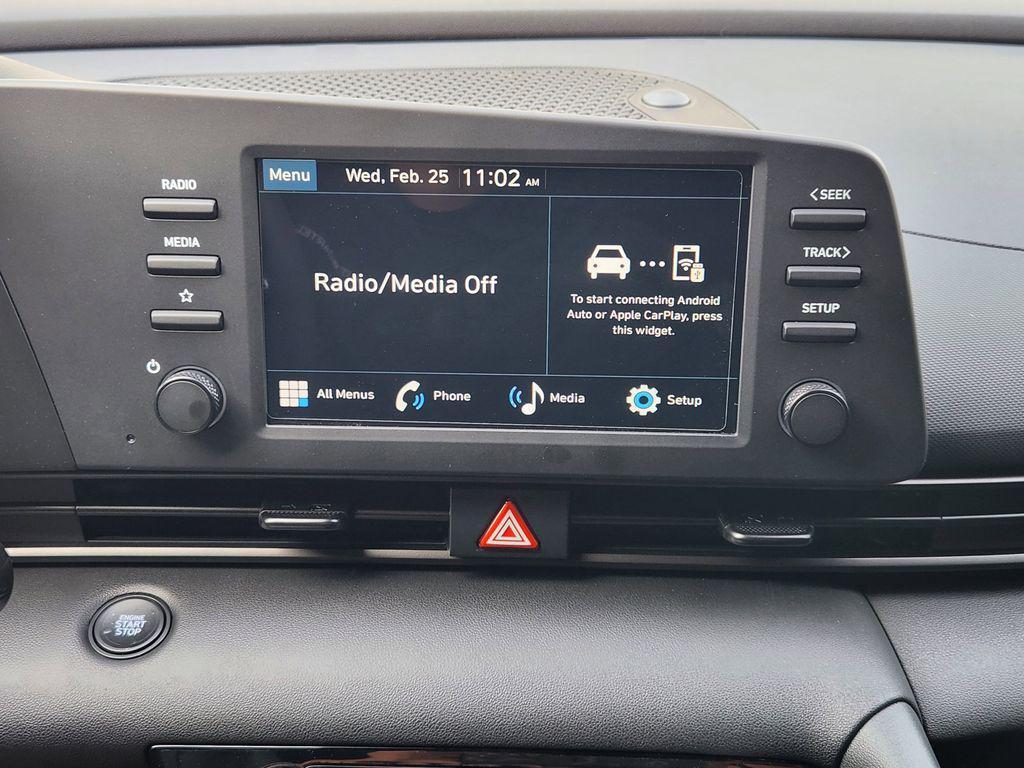 Menu
Wed, Feb. 25 11:02 AM
RADIO
MEDIA
Radio/Media Off
To start connecting Android
Auto or Apple CarPlay, press
this widget.
<SEEK
TRACK>
SETUP
All Menus
Phone
Media
Setup
ENGINE
START
STOP